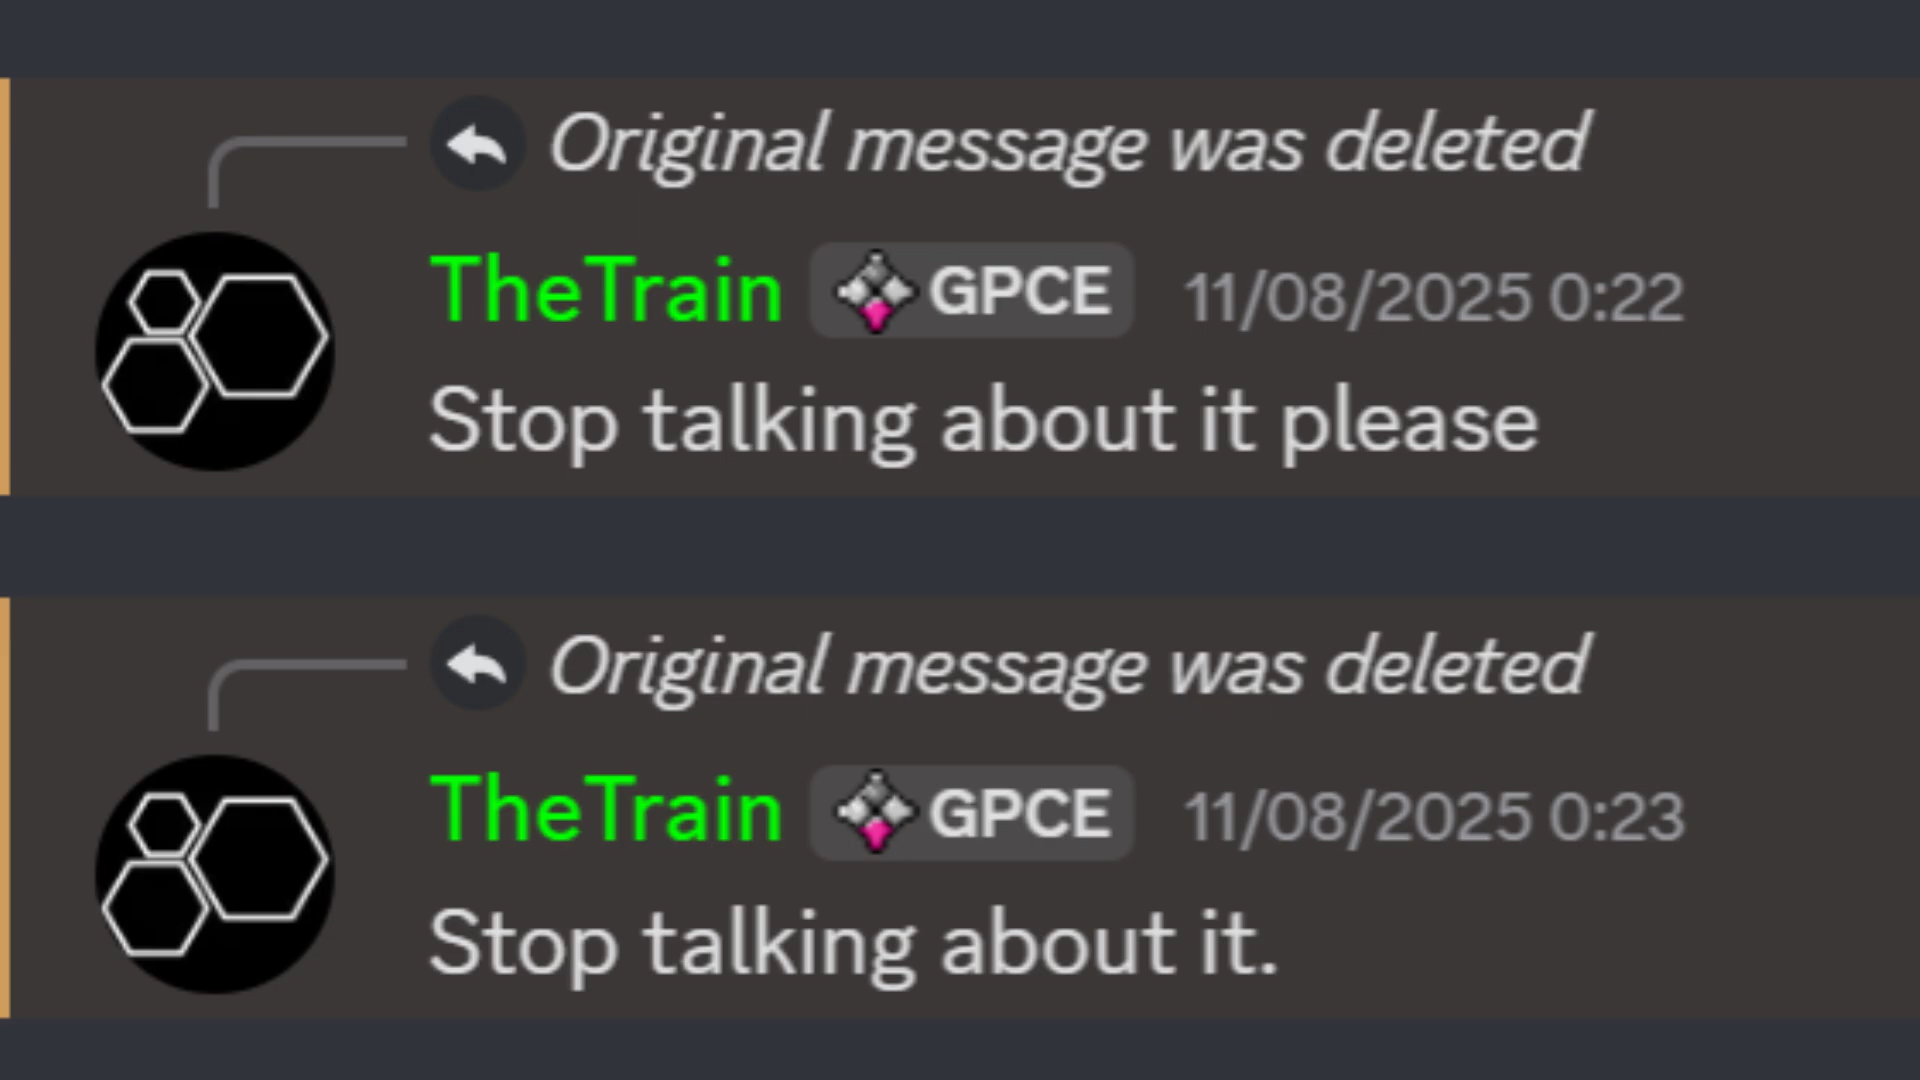 Original message was deleted
TheTrain GPCE 11/08/2025 0:22
Stop talking about it please
Original message was deleted
TheTrain GPCE 11/08/2025 0:23
Stop talking about it.